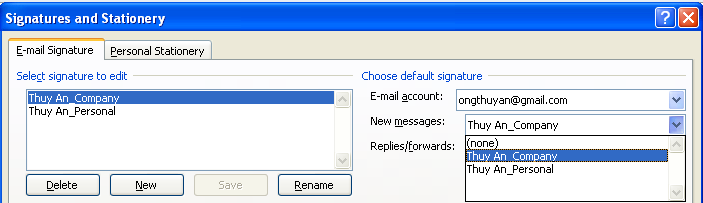 Signatures and Stationery
E-mail Signature
Personal Stationery
Select signature to edit
Thuy An_Company
Thuy An_Personal
Delete
New
Save
Rename
Choose default signature
E-mail account:
ongthuyan@gmail.com
New messages:
Thuy An_Company
Replies/forwards:
(none)
Thuy An_Company
Thuy An_Personal